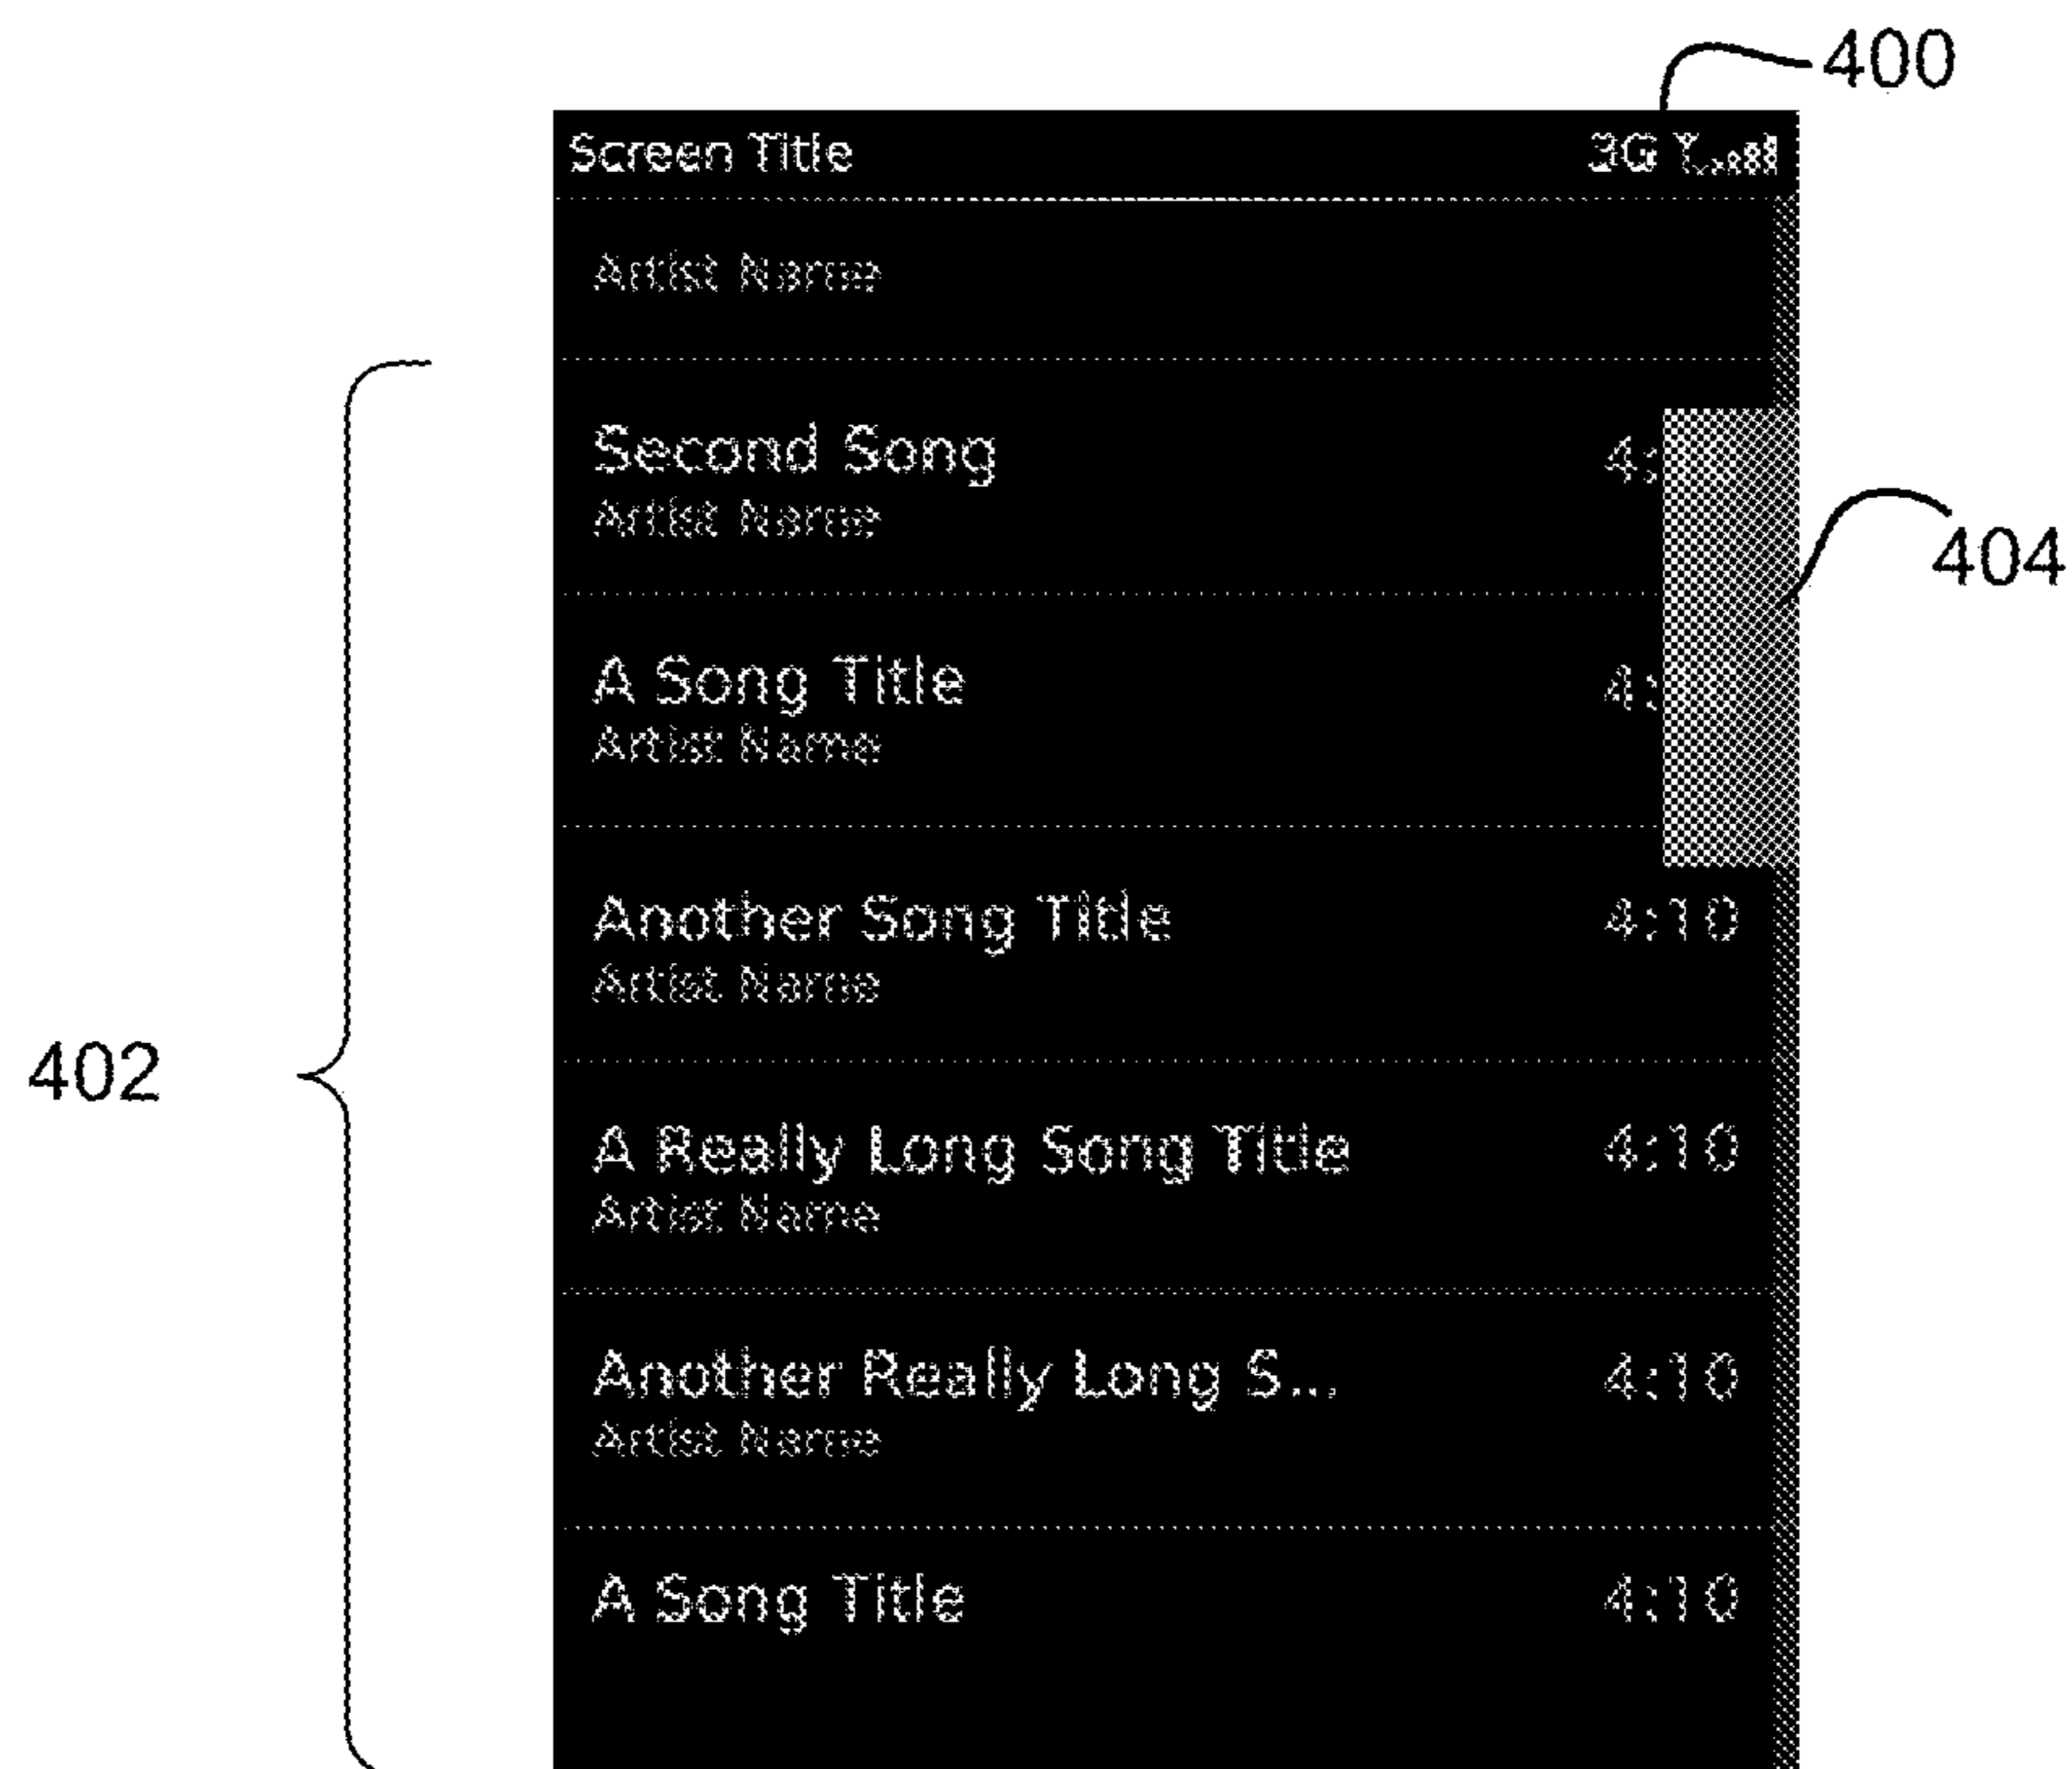 400
Screen Title 3G
Artist Name
Second Song 4:
Artist Name
404
A Song Title 4:
Artist Name
Another Song Title 4:10
Artist Name
402
A Really Long Song Title 4:10
Artist Name
Another Really Long S... 4:10
Artist Name
A Song Title 4:10